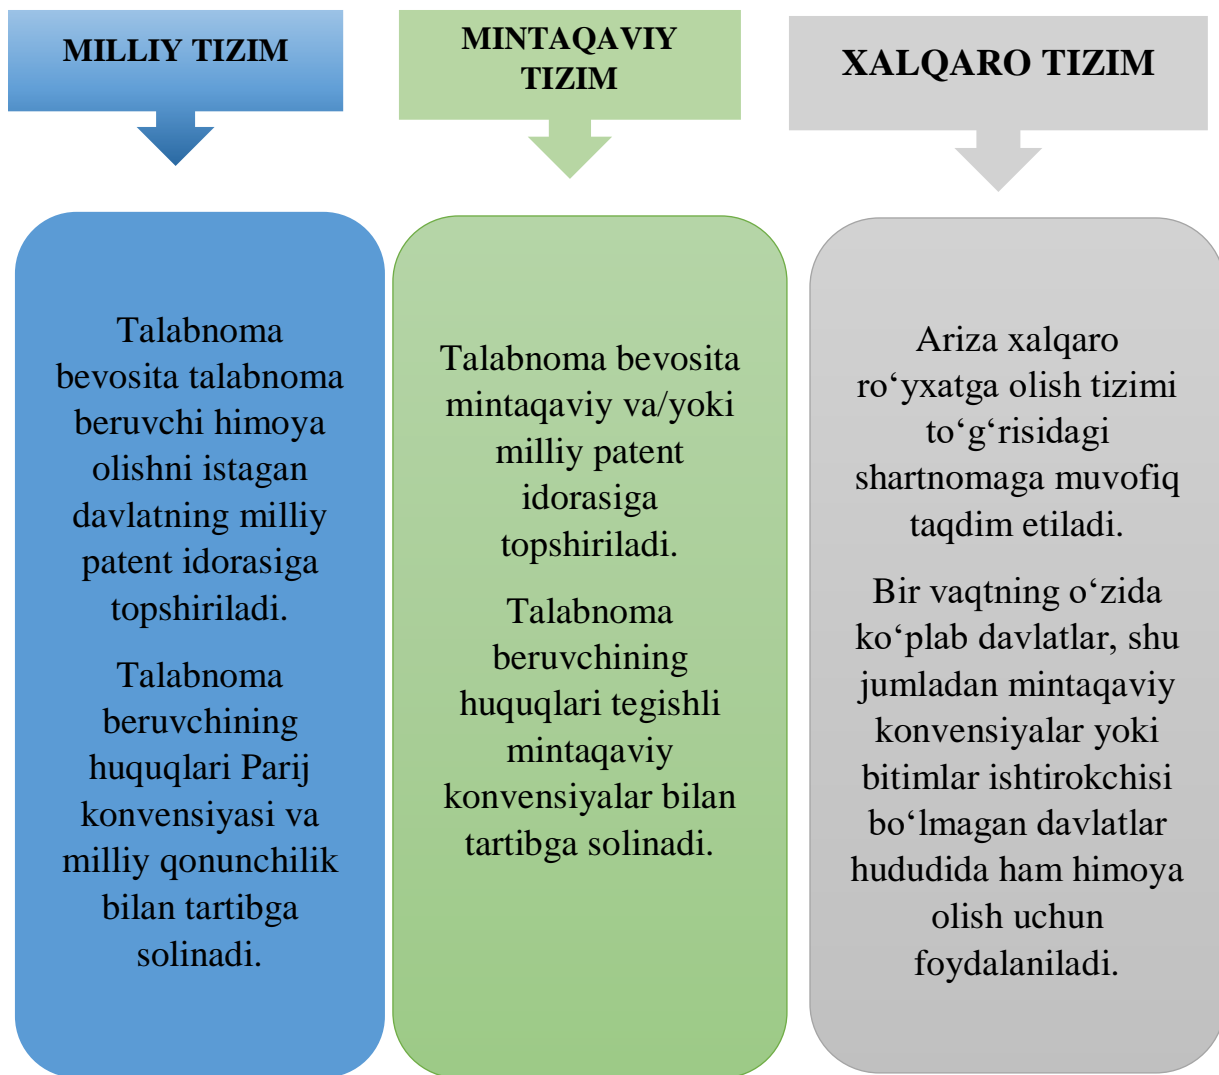 MILLIY TIZIM
Talabnoma
bevosita talabnoma
beruvchi himoya
olishni istagan
davlatning milliy
patent idorasiga
topshiriladi.
Talabnoma
beruvchining
huquqlari Parij
konvensiyasi va
milliy qonunchilik
bilan tartibga
solinadi.
MINTAQAVIY
TIZIM
Talabnoma bevosita
mintaqaviy va/yoki
milliy patent
idorasiga
topshiriladi.
Talabnoma
beruvchining
huquqlari tegishli
mintaqaviy
konvensiyalar bilan
tartibga solinadi.
XALQARO TIZIM
Ariza xalqaro
ro‘yxatga olish tizimi
to‘g‘risidagi
shartnomaga muvofiq
taqdim etiladi.
Bir vaqtning o‘zida
ko‘plab davlatlar, shu
jumladan mintaqaviy
konvensiyalar yoki
bitimlar ishtirokchisi
bo‘lmagan davlatlar
hududida ham himoya
olish uchun
foydalaniladi.